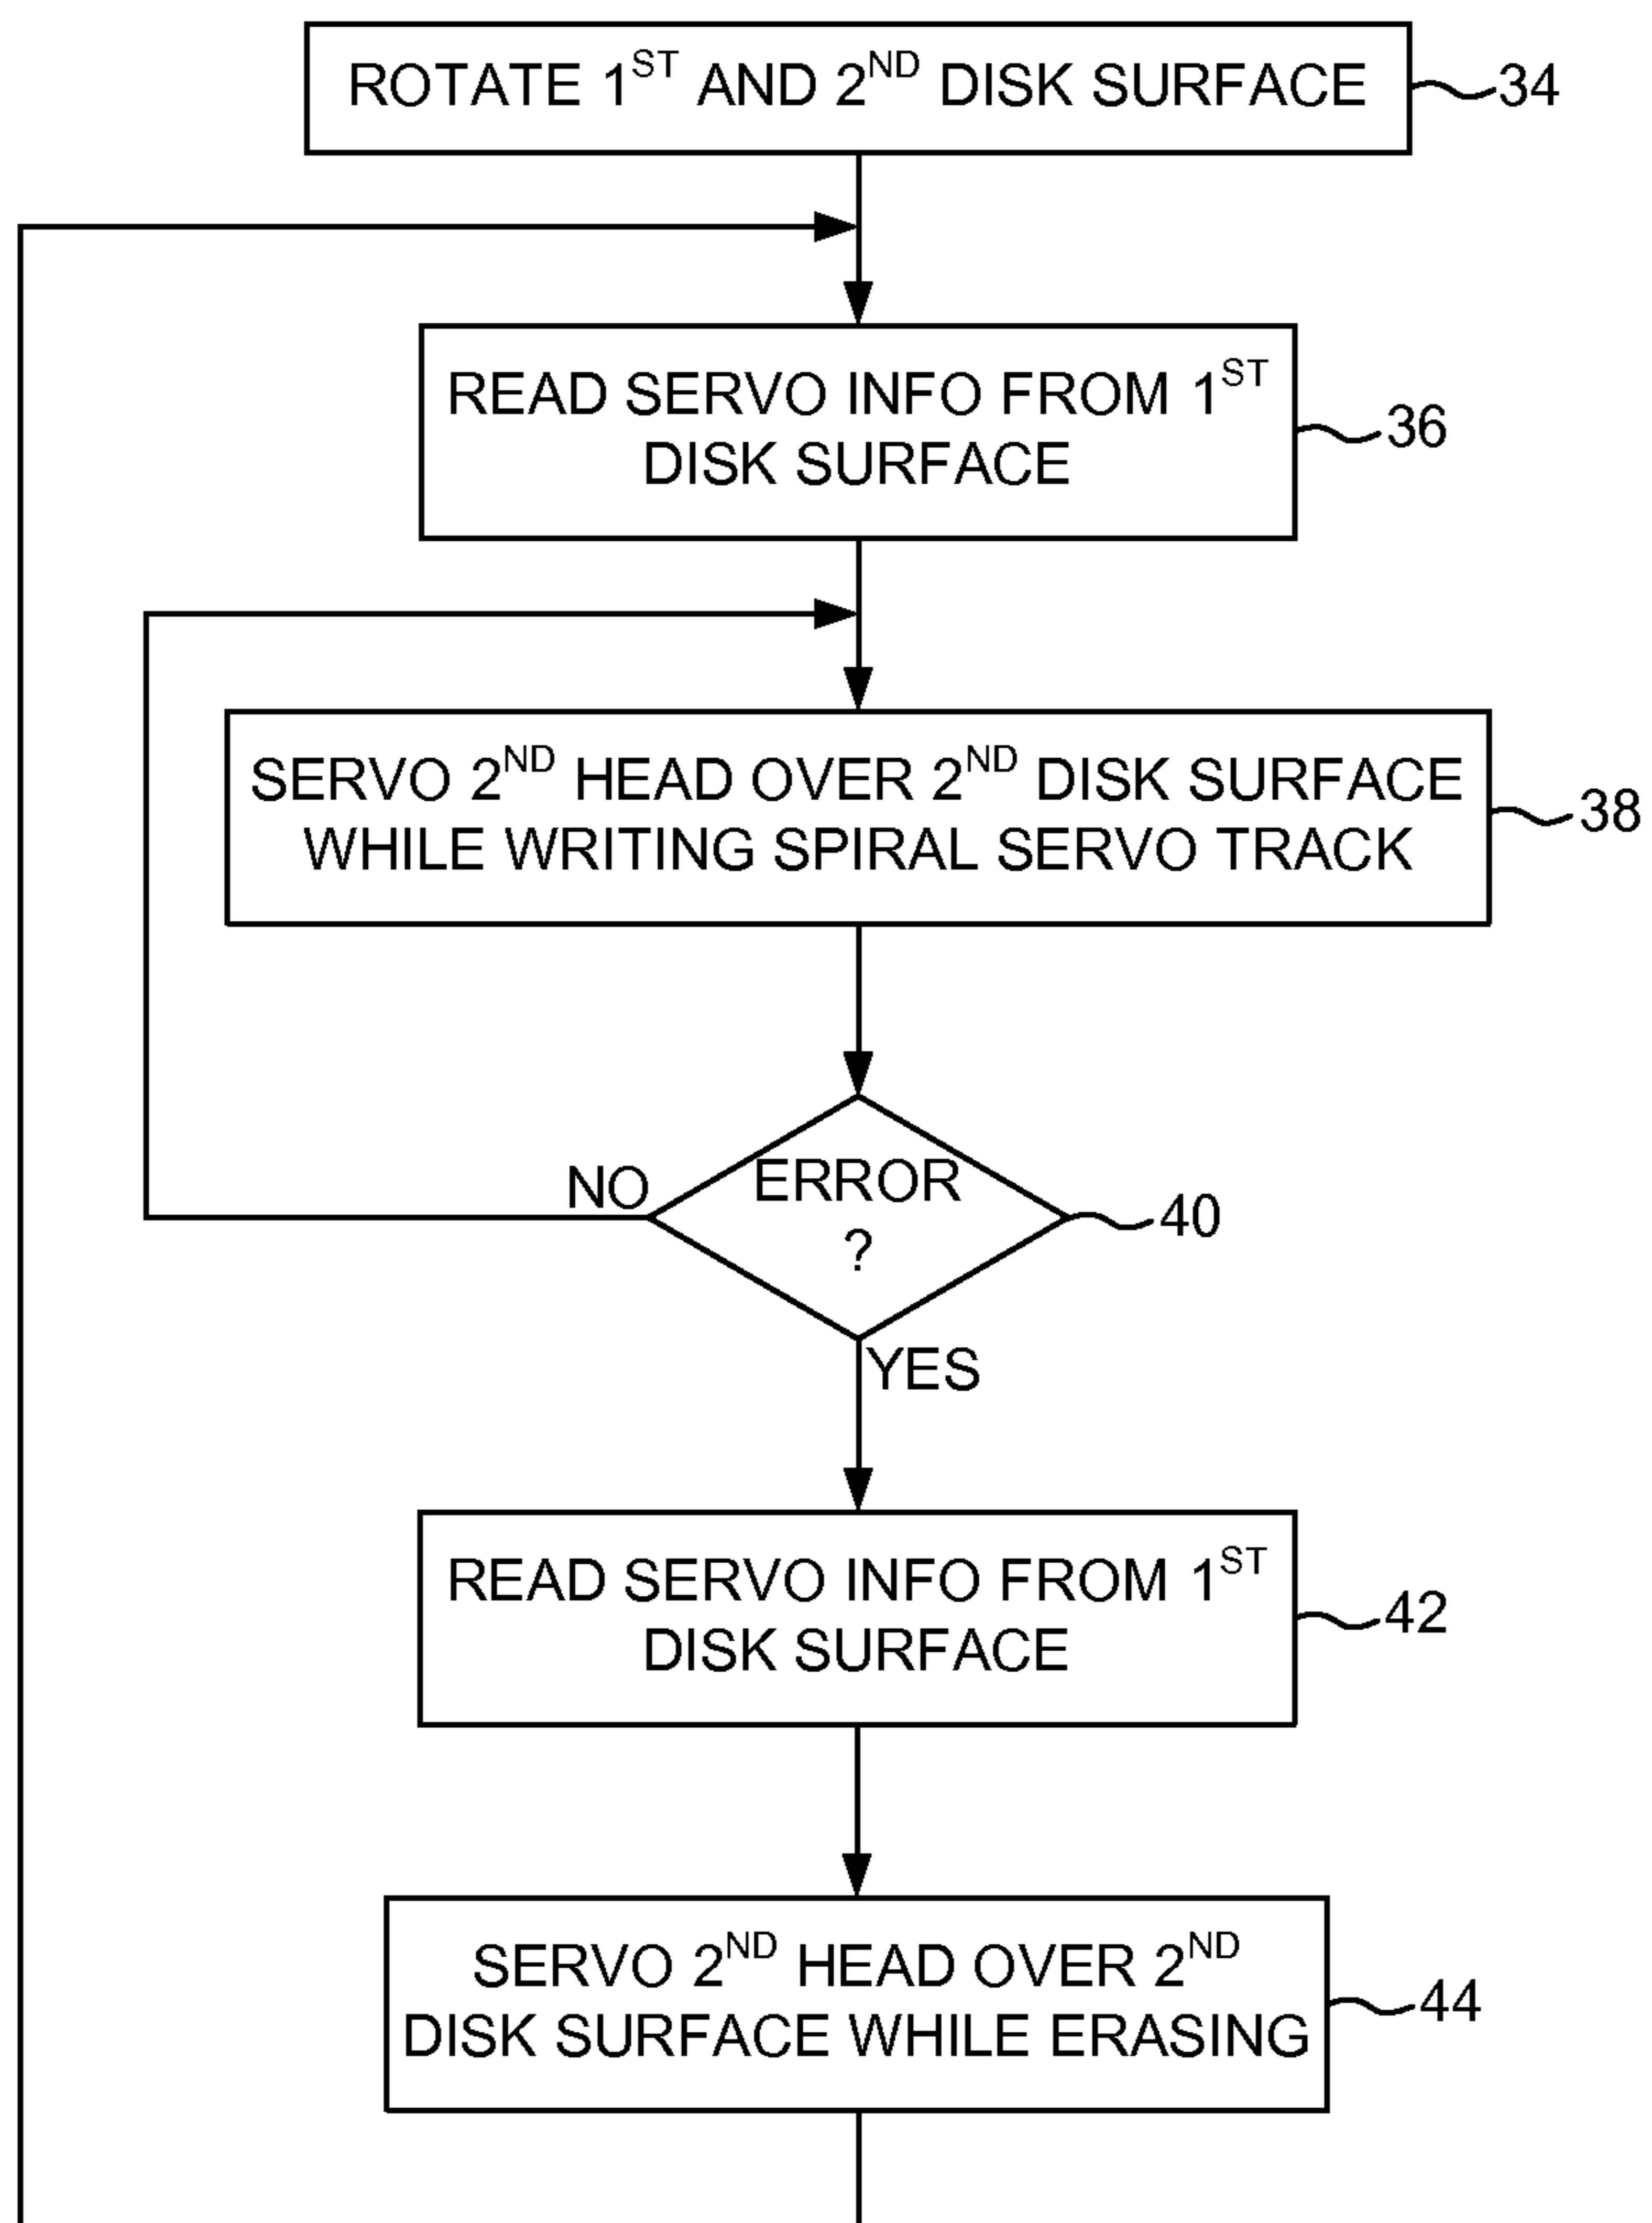 ROTATE 1ST AND 2ND DISK SURFACE
34
READ SERVO INFO FROM 1ST
DISK SURFACE
36
SERVO 2ND HEAD OVER 2ND DISK SURFACE
WHILE WRITING SPIRAL SERVO TRACK
38
NO
ERROR
?
40
YES
READ SERVO INFO FROM 1ST
DISK SURFACE
42
SERVO 2ND HEAD OVER 2ND
DISK SURFACE WHILE ERASING
44